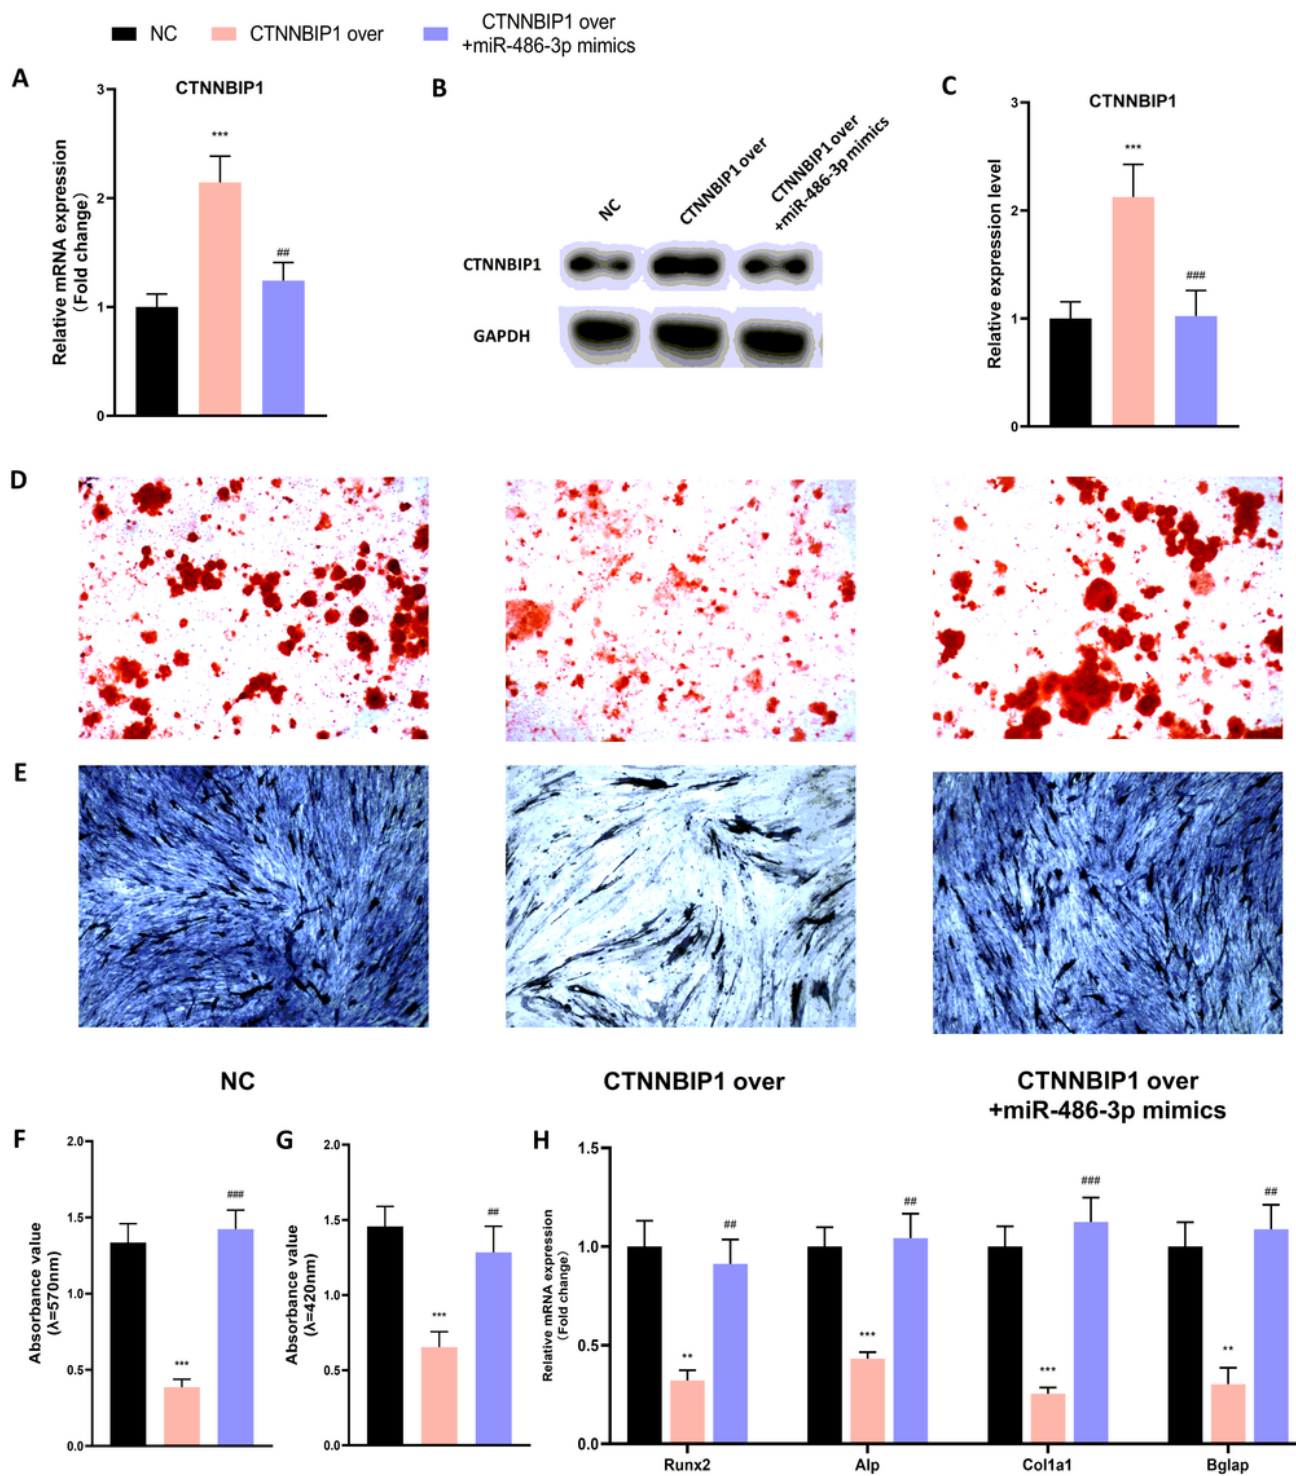 NC
CTNNBIP1 over
CTNNBIP1 over
+miR-486-3p mimics
A
CTNNBIP1
Relative mRNA expression
(Fold change)
3
2
1
0
***
##
B
NC
CTNNBIP1 over
CTNNBIP1 over
+miR-486-3p mimics
CTNNBIP1
GAPDH
C
CTNNBIP1
Relative expression level
3
2
1
0
***
###
D
E
NC
CTNNBIP1 over
CTNNBIP1 over
+miR-486-3p mimics
F
Absorbance value
(λ=570nm)
2.0
1.5
1.0
0.5
0.0
***
###
G
Absorbance value
(λ=420nm)
2.0
1.5
1.0
0.5
0.0
***
##
H
Relative mRNA expression
(Fold change)
1.5
1.0
0.5
0.0
**
##
***
##
***
###
**
##
Runx2
Alp
Col1a1
Bglap